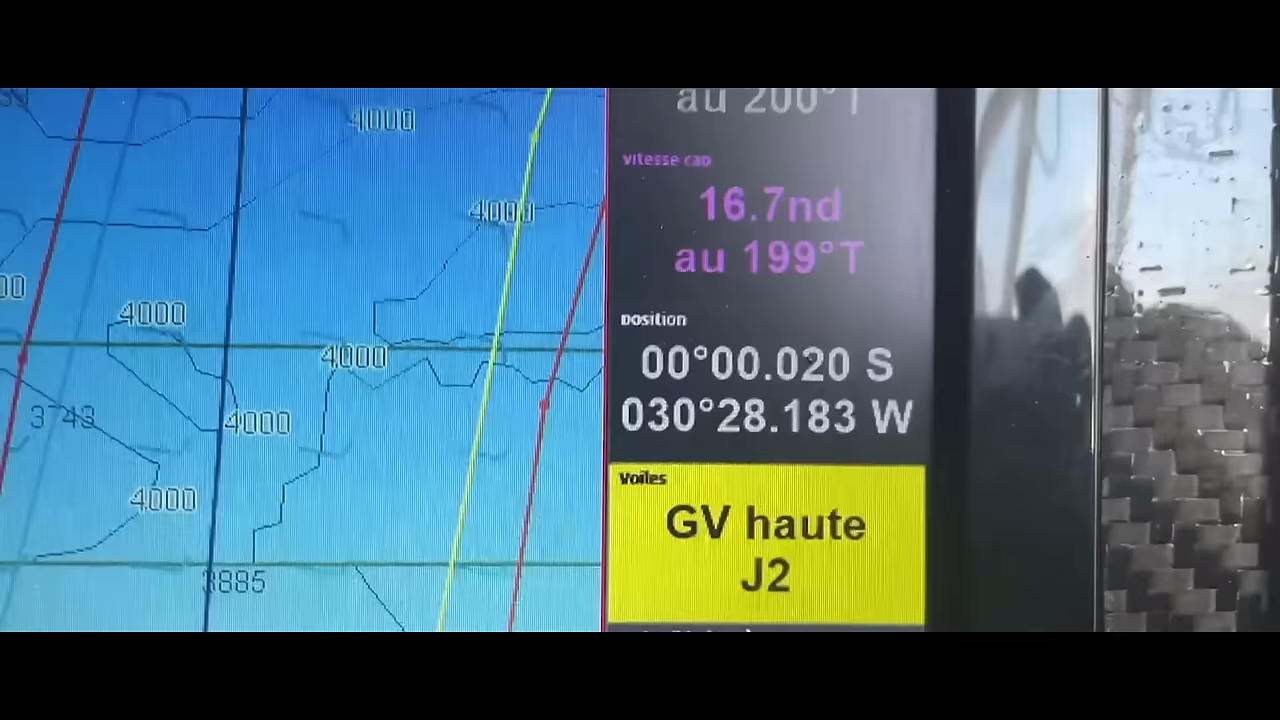 4000
4000
00
4000
4000
3743
4000
4000
3885
au 200°T
vitesse cap
16.7nd
au 199°T
position
00°00.020 S
030°28.183 W
Voiles
GV haute
J2